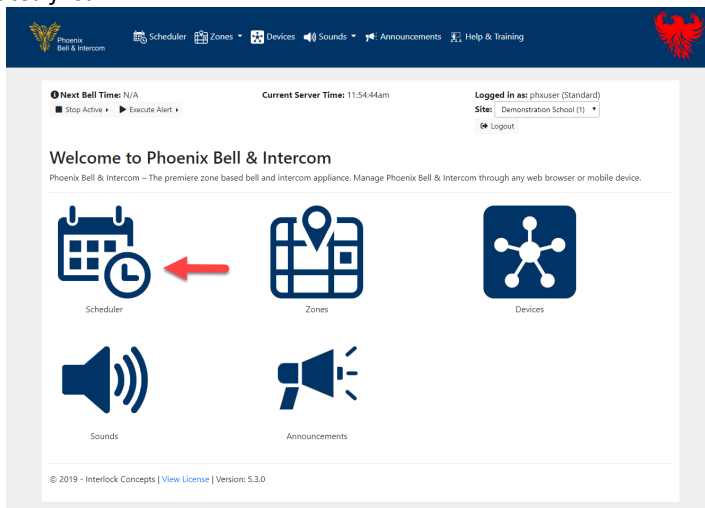 Phoenix
Bell & Intercom
Scheduler Zones Devices Sounds Announcements Help & Training
Next Bell Time: N/A Current Server Time: 11:54:44am Logged in as: phxuser (Standard)
Stop Active Execute Alert Site: Demonstration School (1)
Logout
Welcome to Phoenix Bell & Intercom
Phoenix Bell & Intercom – The premiere zone based bell and intercom appliance. Manage Phoenix Bell & Intercom through any web browser or mobile device.
Scheduler Zones Devices
Sounds Announcements
© 2019 - Interlock Concepts | View License | Version: 5.3.0